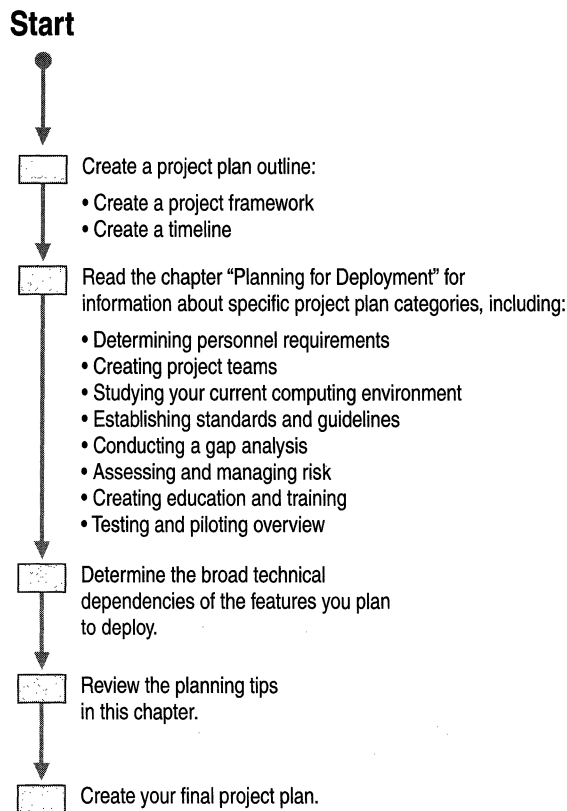 Start
Create a project plan outline:
• Create a project framework
• Create a timeline
Read the chapter “Planning for Deployment” for
information about specific project plan categories, including:
• Determining personnel requirements
• Creating project teams
• Studying your current computing environment
• Establishing standards and guidelines
• Conducting a gap analysis
• Assessing and managing risk
• Creating education and training
• Testing and piloting overview
Determine the broad technical
dependencies of the features you plan
to deploy.
Review the planning tips
in this chapter.
Create your final project plan.